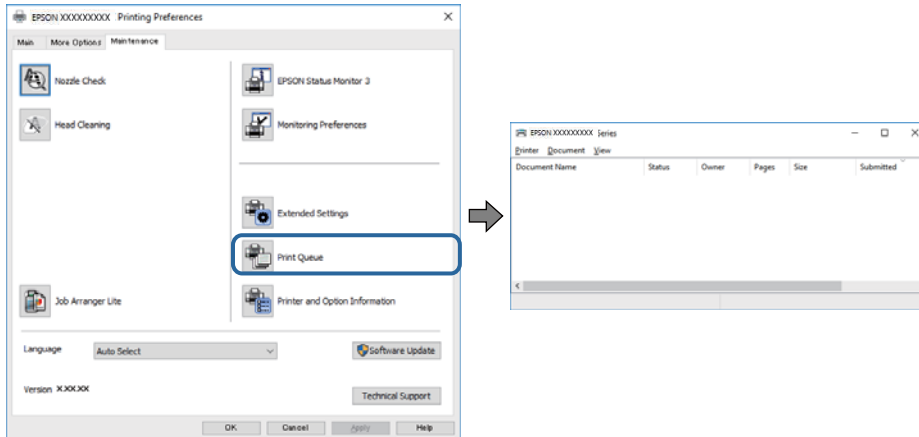 EPSON XXXXXXXXX Printing Preferences
Main More Options Maintenance
Nozzle Check
EPSON Status Monitor 3
Head Cleaning
Monitoring Preferences
Extended Settings
Print Queue
Job Arranger Lite
Printer and Option Information
Language Auto Select
Software Update
Version X.XX.XX
Technical Support
OK Cancel Apply Help
EPSON XXXXXXXXX Series
Printer Document View
Document Name Status Owner Pages Size Submitted